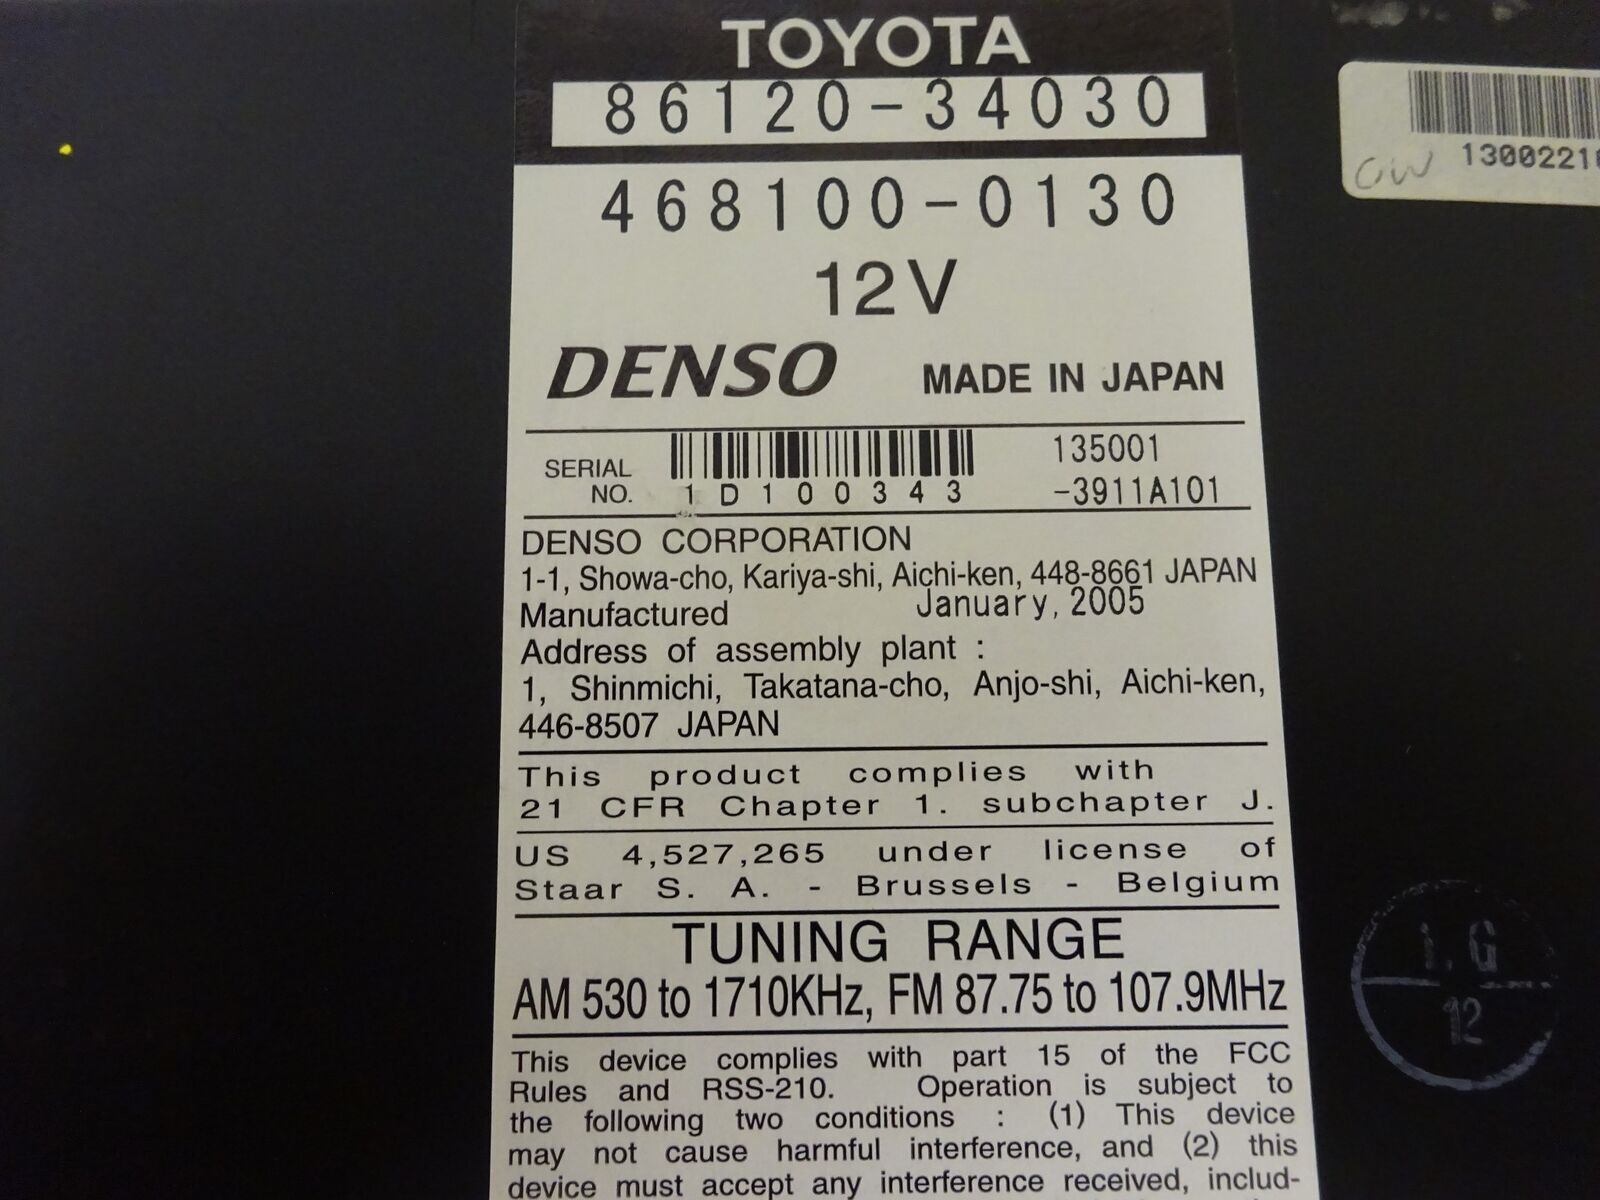 TOYOTA
86120-34030
468100-0130
12V
DENSO MADE IN JAPAN
SERIAL NO. 1D100343 135001 -3911A101
DENSO CORPORATION
1-1, Showa-cho, Kariya-shi, Aichi-ken, 448-8661 JAPAN
Manufactured January, 2005
Address of assembly plant :
1, Shinmichi, Takatana-cho, Anjo-shi, Aichi-ken,
446-8507 JAPAN
This product complies with
21 CFR Chapter 1. subchapter J.
US 4,527,265 under license of
Staar S. A. - Brussels - Belgium
TUNING RANGE
AM 530 to 1710KHz, FM 87.75 to 107.9MHz
This device complies with part 15 of the FCC
Rules and RSS-210. Operation is subject to
the following two conditions : (1) This device
may not cause harmful interference, and (2) this
device must accept any interference received, includ-
OW 1300221
I.G
12